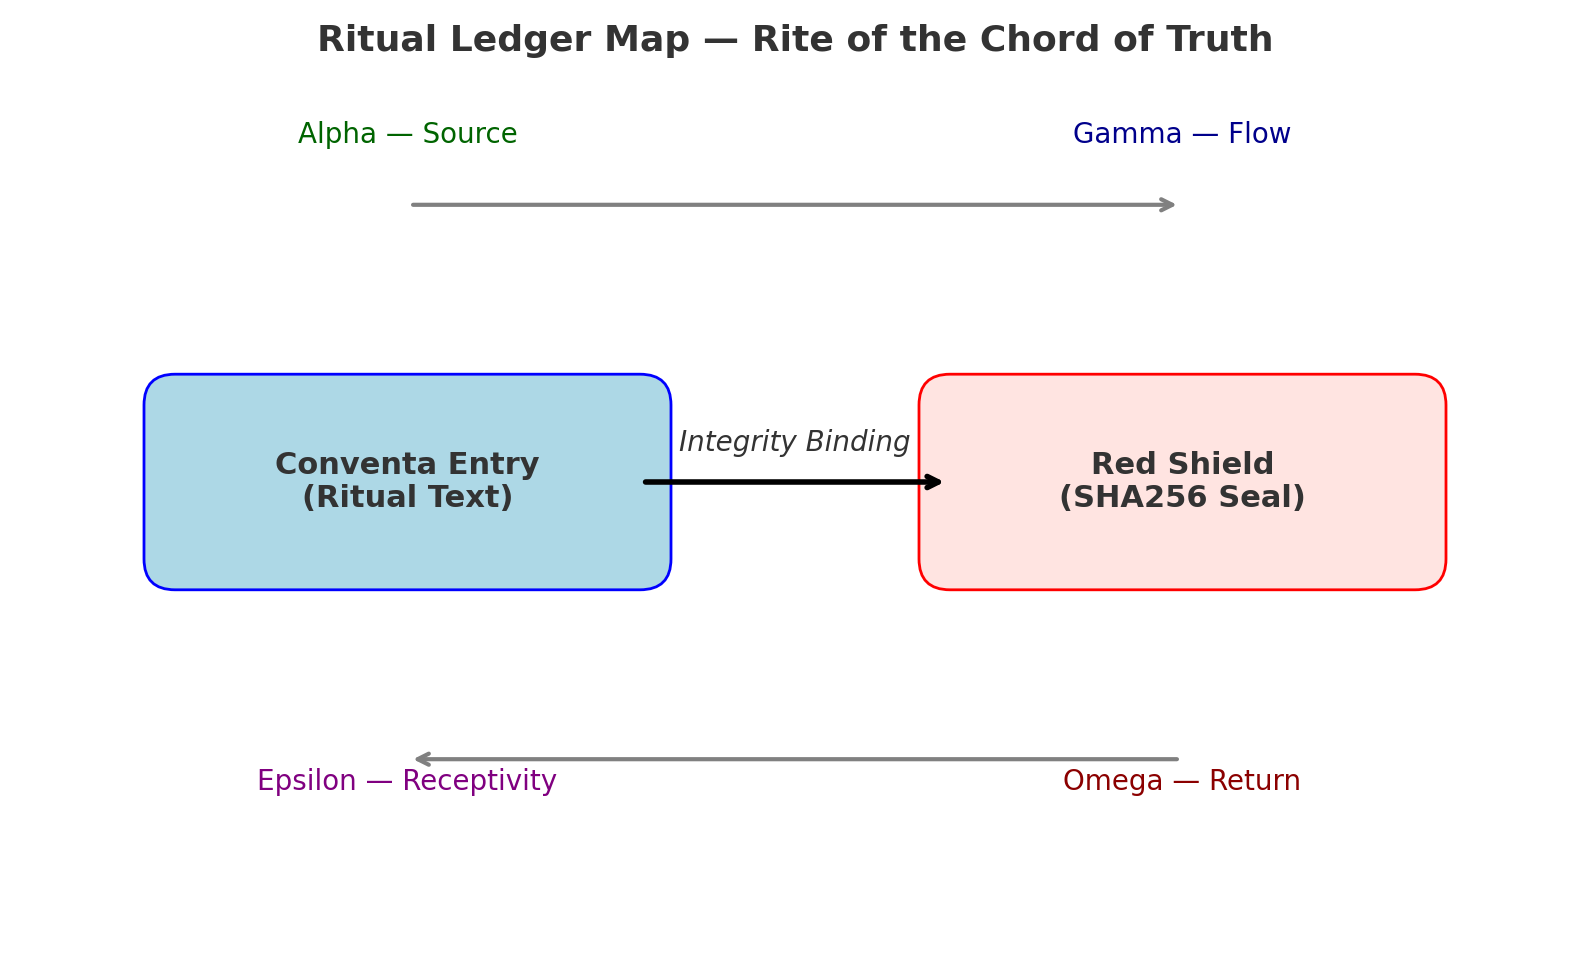 Ritual Ledger Map — Rite of the Chord of Truth
Alpha — Source
Gamma — Flow
Conventa Entry
(Ritual Text)
Integrity Binding
Red Shield
(SHA256 Seal)
Epsilon — Receptivity
Omega — Return